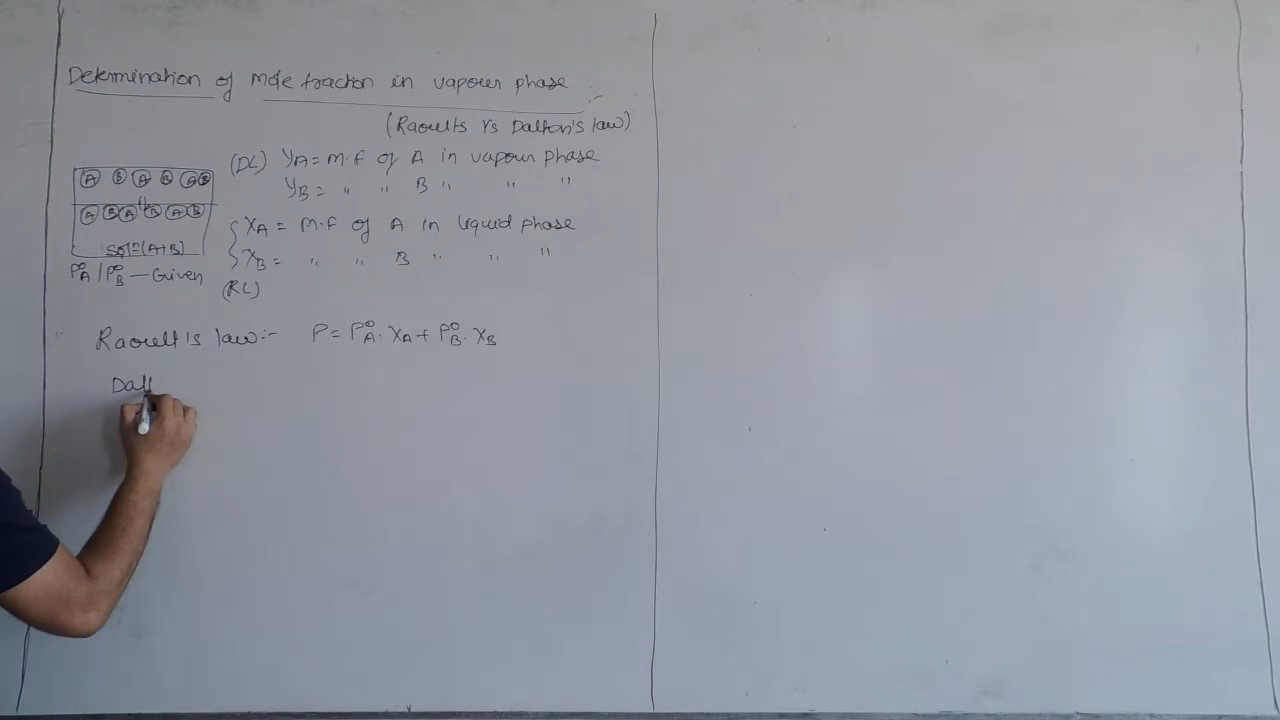 Determination of Mole fraction in vapour phase :-
(Raoults Vs Dalton's law)
A B A B A B
A B A B A B
Solⁿ=(A+B)
P°A / P°B — Given
(DL) YA = M.f of A in vapour phase
YB = " " B " " "
XA = M.f of A in liquid phase
XB = " " B " " "
(RL)
Raoult's law:- P = P°A . XA + P°B . XB
Dalt